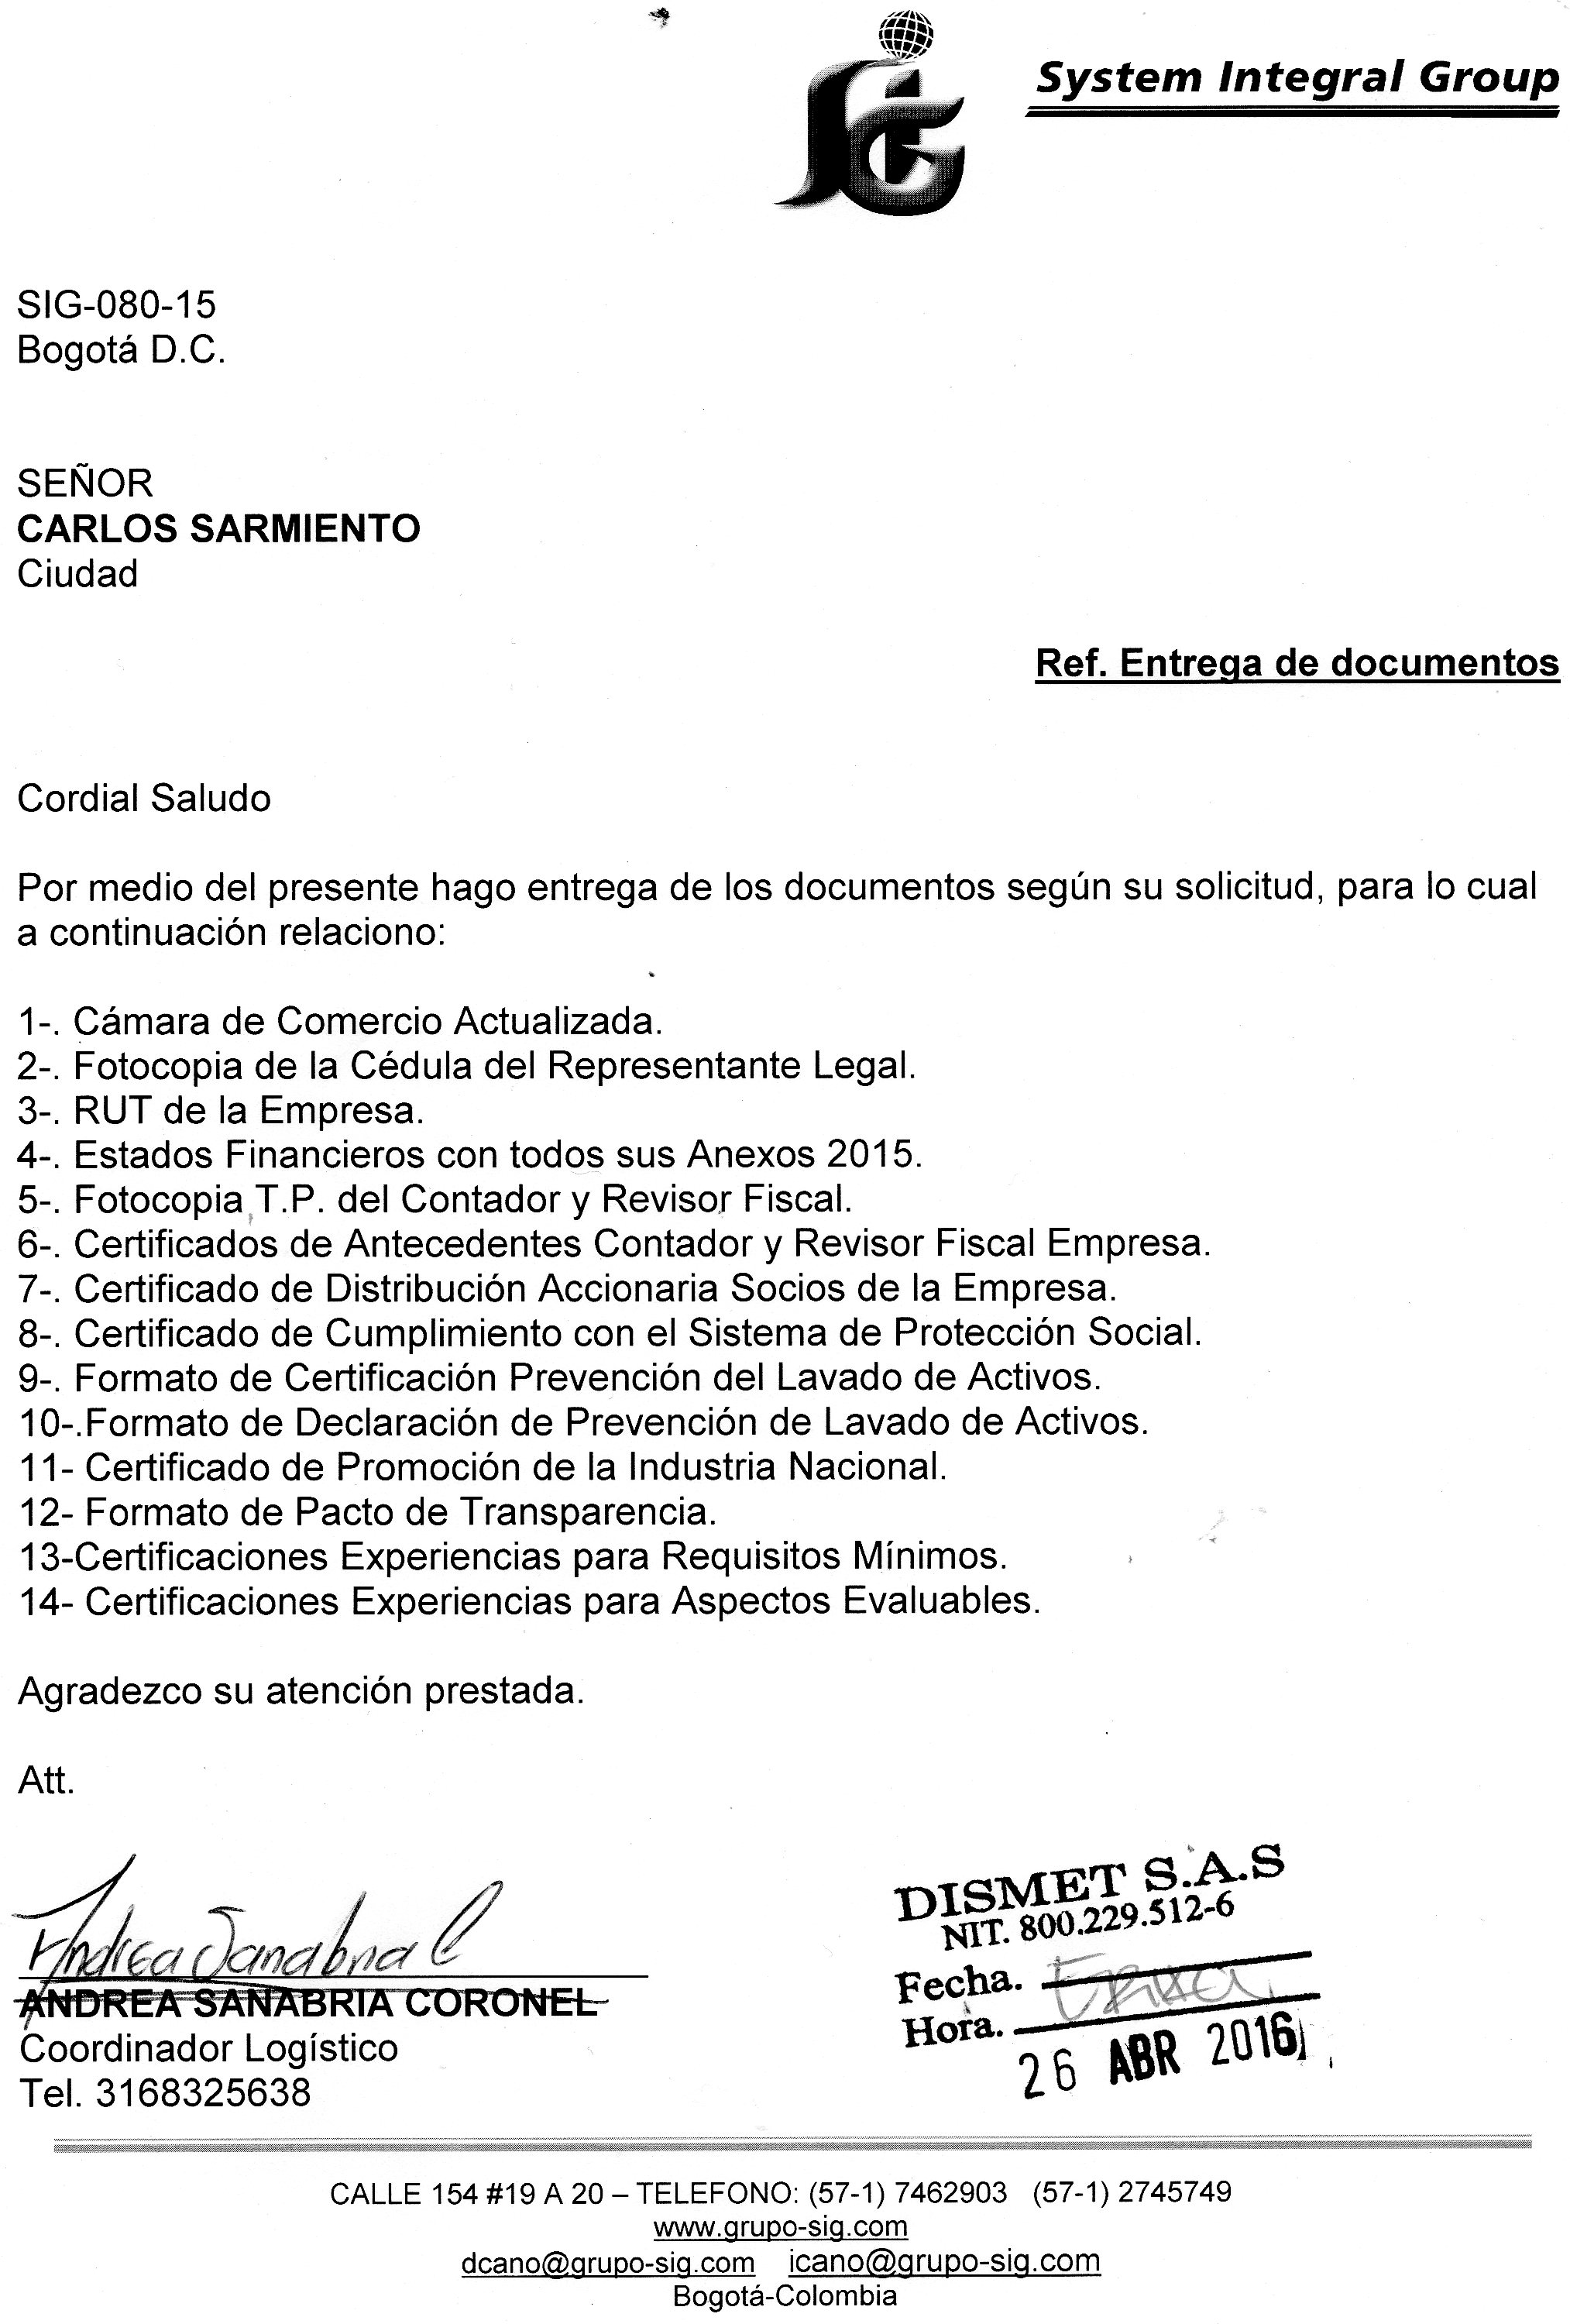 System Integral Group
SIG-080-15
Bogotá D.C.
SEÑOR
CARLOS SARMIENTO
Ciudad
Ref. Entrega de documentos
Cordial Saludo
Por medio del presente hago entrega de los documentos según su solicitud, para lo cual
a continuación relaciono:
1-. Cámara de Comercio Actualizada.
2-. Fotocopia de la Cédula del Representante Legal.
3-. RUT de la Empresa.
4-. Estados Financieros con todos sus Anexos 2015.
5-. Fotocopia T.P. del Contador y Revisor Fiscal.
6-. Certificados de Antecedentes Contador y Revisor Fiscal Empresa.
7-. Certificado de Distribución Accionaria Socios de la Empresa.
8-. Certificado de Cumplimiento con el Sistema de Protección Social.
9-. Formato de Certificación Prevención del Lavado de Activos.
10-.Formato de Declaración de Prevención de Lavado de Activos.
11- Certificado de Promoción de la Industria Nacional.
12- Formato de Pacto de Transparencia.
13-Certificaciones Experiencias para Requisitos Mínimos.
14- Certificaciones Experiencias para Aspectos Evaluables.
Agradezco su atención prestada.
Att.
Andrea Sanabria C
ANDREA SANABRIA CORONEL
Coordinador Logístico
Tel. 3168325638
DISMET S.A.S
NIT. 800.229.512-6
Fecha.
Hora.
26 ABR 2016
CALLE 154 #19 A 20 – TELEFONO: (57-1) 7462903 (57-1) 2745749
www.grupo-sig.com
dcano@grupo-sig.com icano@grupo-sig.com
Bogotá-Colombia